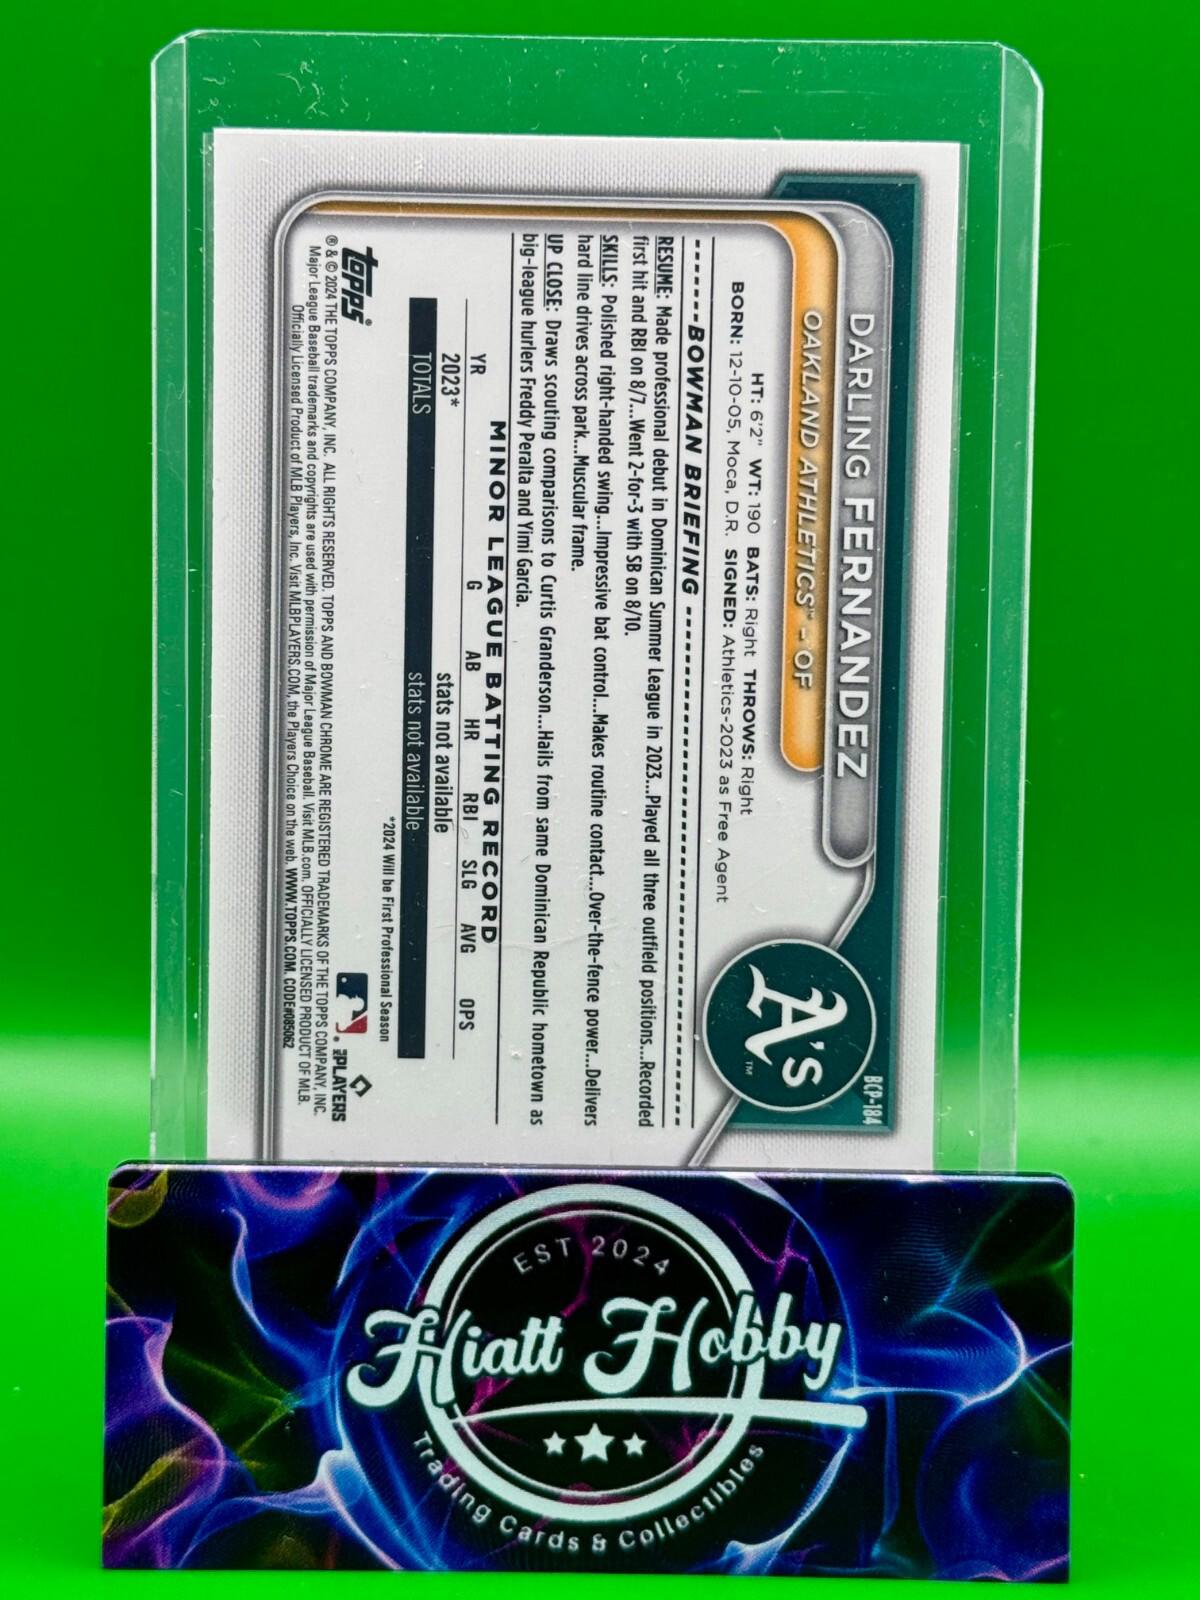 BCP-184
DARLING FERNANDEZ
OAKLAND ATHLETICS™ - OF
A's™
HT: 6'2" WT: 190 BATS: Right THROWS: Right
BORN: 12-10-05, Moca, D.R. SIGNED: Athletics-2023 as Free Agent
BOWMAN BRIEFING
RESUME: Made professional debut in Dominican Summer League in 2023...Played all three outfield positions...Recorded
first hit and RBI on 8/7...Went 2-for-3 with SB on 8/10.
SKILLS: Polished right-handed swing...Impressive bat control...Makes routine contact...Over-the-fence power...Delivers
hard line drives across park...Muscular frame.
UP CLOSE: Draws scouting comparisons to Curtis Granderson...Hails from same Dominican Republic hometown as
big-league hurlers Freddy Peralta and Yimi Garcia.
MINOR LEAGUE BATTING RECORD
YR G AB HR RBI SLG AVG OPS
2023* stats not available
TOTALS stats not available
*2024 Will be First Professional Season
topps®
PLAYERS
® & © 2024 THE TOPPS COMPANY, INC. ALL RIGHTS RESERVED. TOPPS AND BOWMAN CHROME ARE REGISTERED TRADEMARKS OF THE TOPPS COMPANY, INC.
Major League Baseball trademarks and copyrights are used with permission of Major League Baseball. Visit MLB.com. OFFICIALLY LICENSED PRODUCT OF MLB.
Officially Licensed Product of MLB Players, Inc. Visit MLBPLAYERS.COM, the Players Choice on the web. WWW.TOPPS.COM. CODE#085062
EST 2024
Hiatt Hobby
Trading Cards & Collectibles